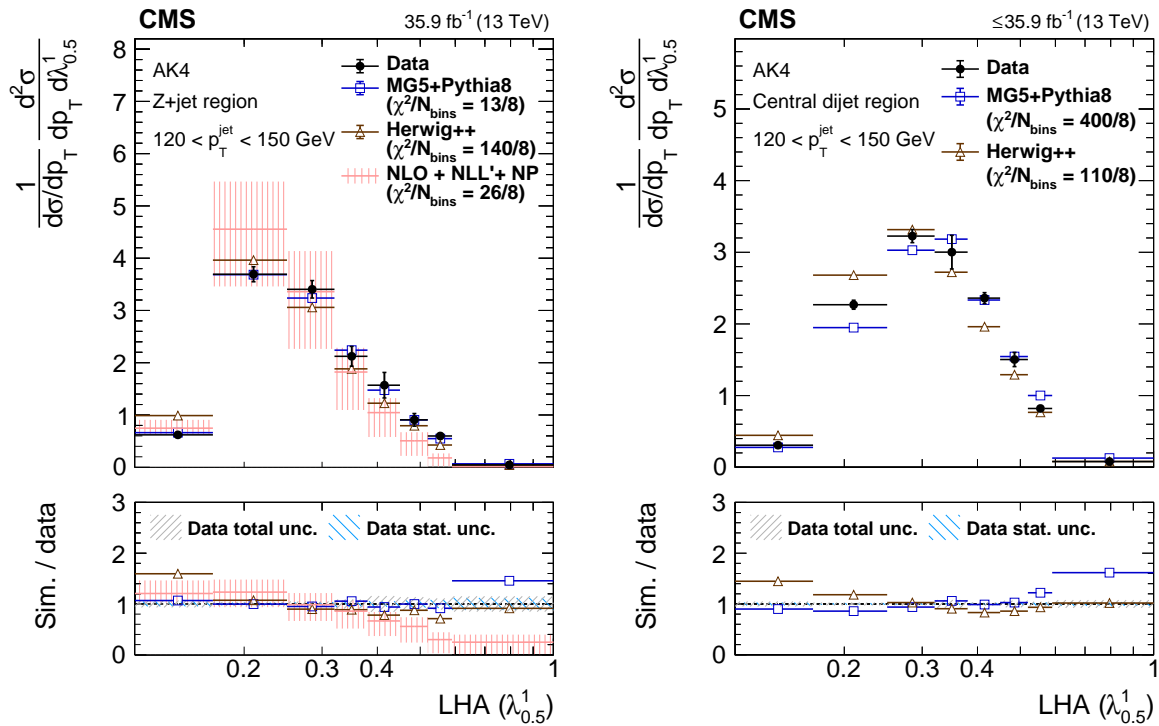 CMS 35.9 fb⁻¹ (13 TeV)
1/(dσ/dp_T) d²σ/(dp_T dλ¹_0.5)
8
7
6
5
4
3
2
1
0
AK4
Z+jet region
120 < p_T^jet < 150 GeV
Data
MG5+Pythia8
(χ²/N_bins = 13/8)
Herwig++
(χ²/N_bins = 140/8)
NLO + NLL'+ NP
(χ²/N_bins = 26/8)
Sim. / data
3
2
1
0
Data total unc. Data stat. unc.
0.2 0.3 0.4 1
LHA (λ¹_0.5)
CMS ≤35.9 fb⁻¹ (13 TeV)
1/(dσ/dp_T) d²σ/(dp_T dλ¹_0.5)
6
5
4
3
2
1
0
AK4
Central dijet region
120 < p_T^jet < 150 GeV
Data
MG5+Pythia8
(χ²/N_bins = 400/8)
Herwig++
(χ²/N_bins = 110/8)
Sim. / data
3
2
1
0
Data total unc. Data stat. unc.
0.2 0.3 0.4 1
LHA (λ¹_0.5)